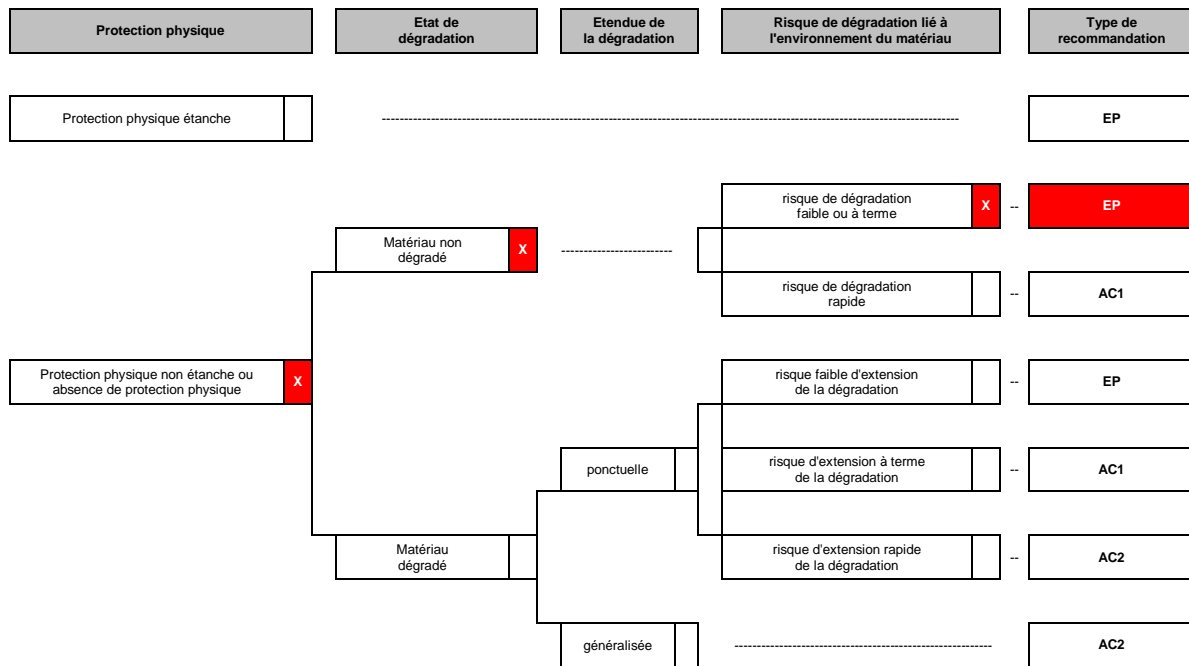 Protection physique
Etat de
dégradation
Etendue de
la dégradation
Risque de dégradation lié à
l'environnement du matériau
Type de
recommandation
Protection physique étanche
EP
risque de dégradation
faible ou à terme
X
--
EP
Matériau non
dégradé
X
risque de dégradation
rapide
--
AC1
Protection physique non étanche ou
absence de protection physique
X
risque faible d'extension
de la dégradation
--
EP
ponctuelle
risque d'extension à terme
de la dégradation
--
AC1
Matériau
dégradé
risque d'extension rapide
de la dégradation
--
AC2
généralisée
AC2